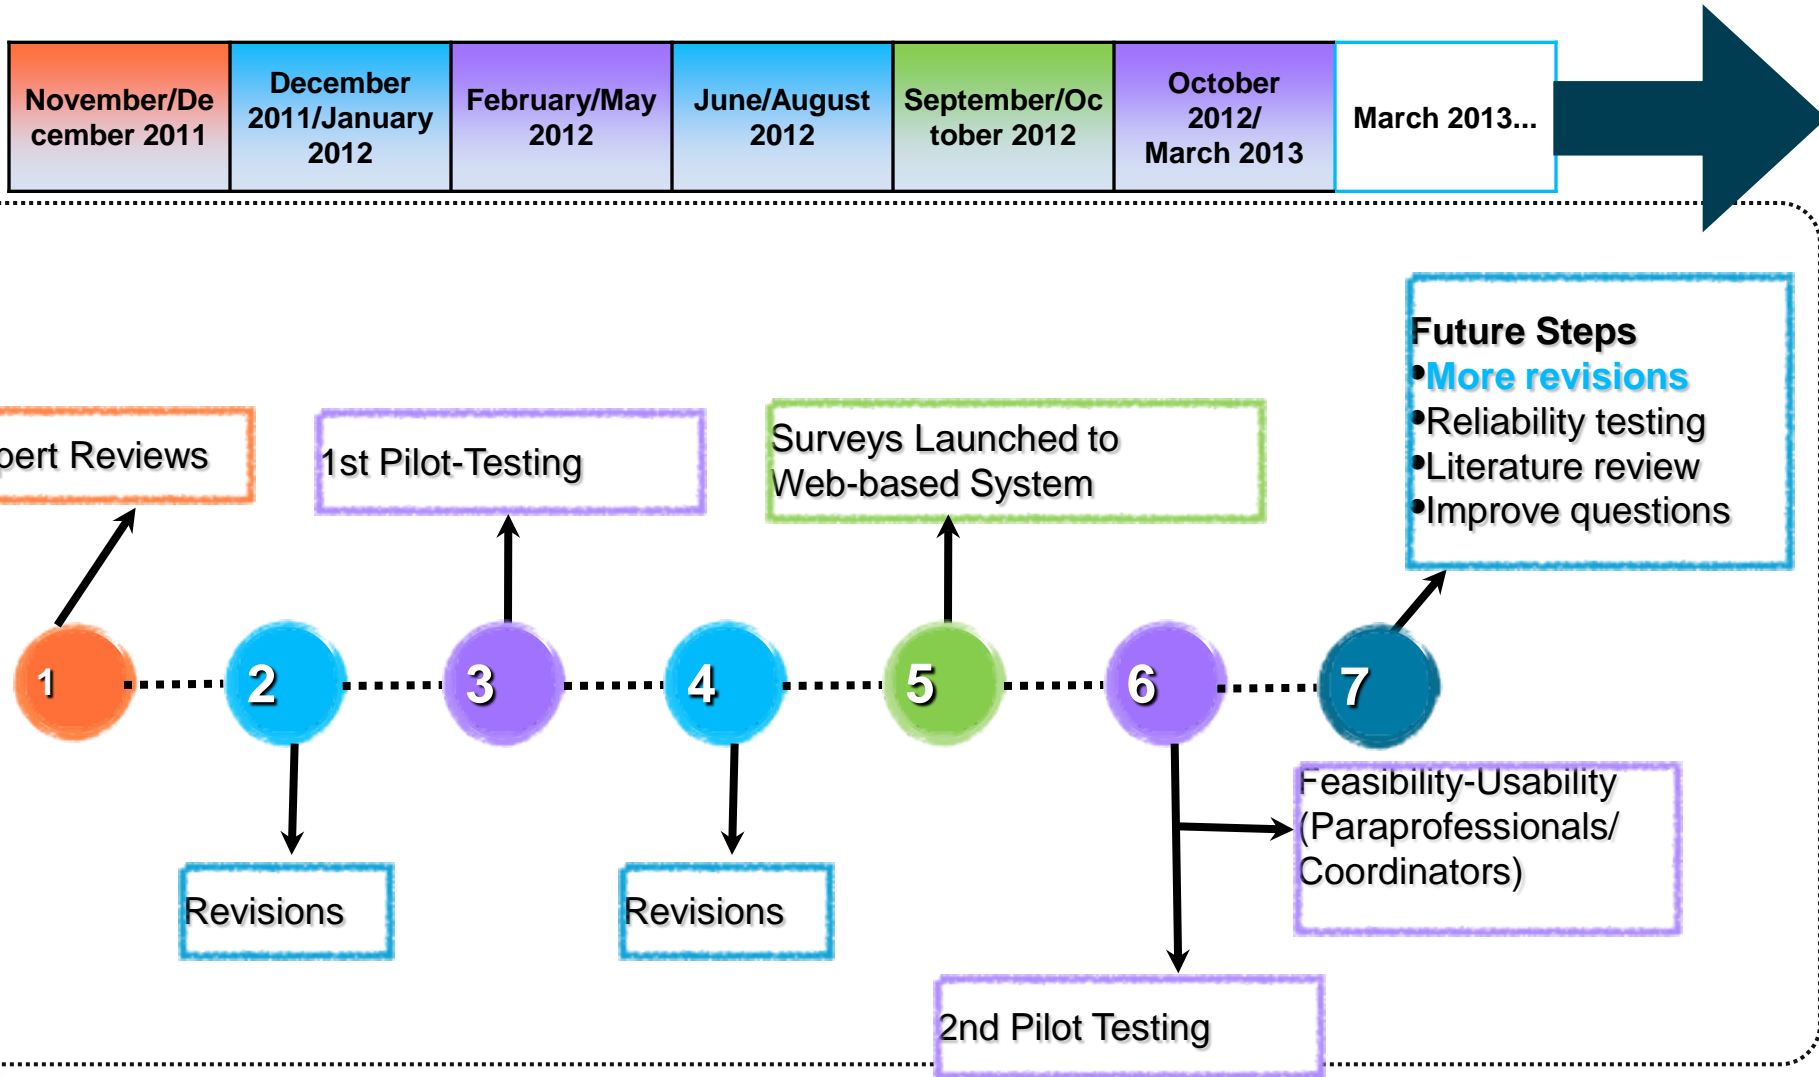 November/De
cember 2011
December
2011/January
2012
February/May
2012
June/August
2012
September/Oc
tober 2012
October
2012/
March 2013
March 2013...
Future Steps
•More revisions
•Reliability testing
•Literature review
•Improve questions
pert Reviews
1st Pilot-Testing
Surveys Launched to
Web-based System
1
2
3
4
5
6
7
Revisions
Revisions
Feasibility-Usability
(Paraprofessionals/
Coordinators)
2nd Pilot Testing